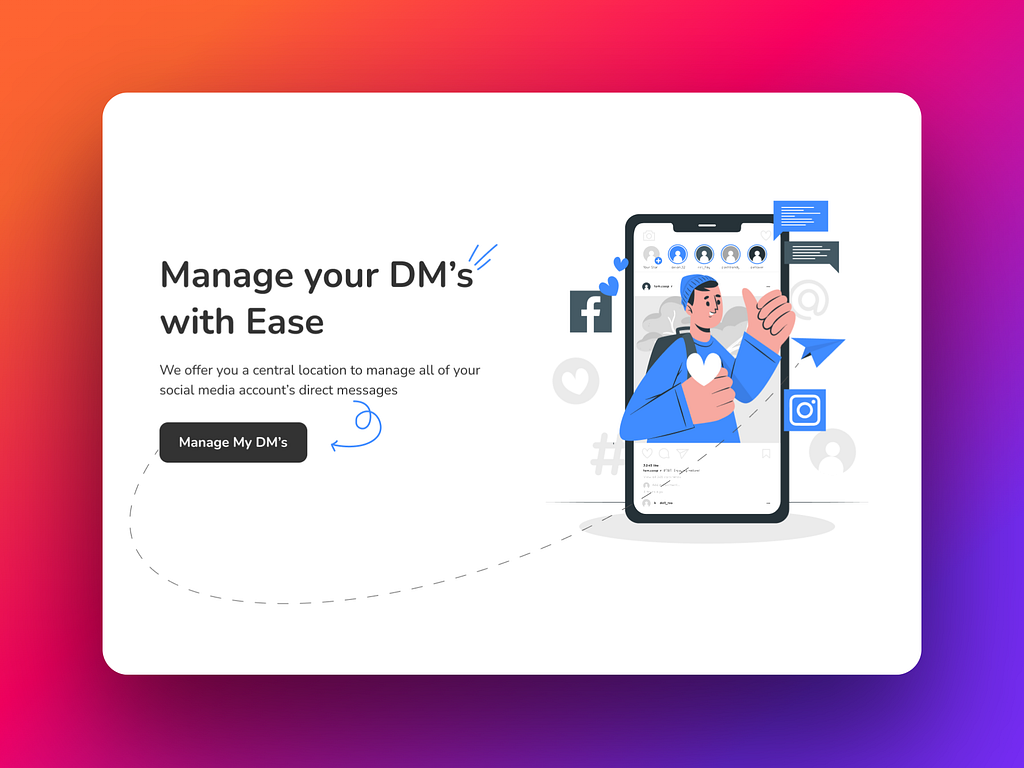 Manage your DM’s
with Ease
We offer you a central location to manage all of your
social media account’s direct messages
Manage My DM’s